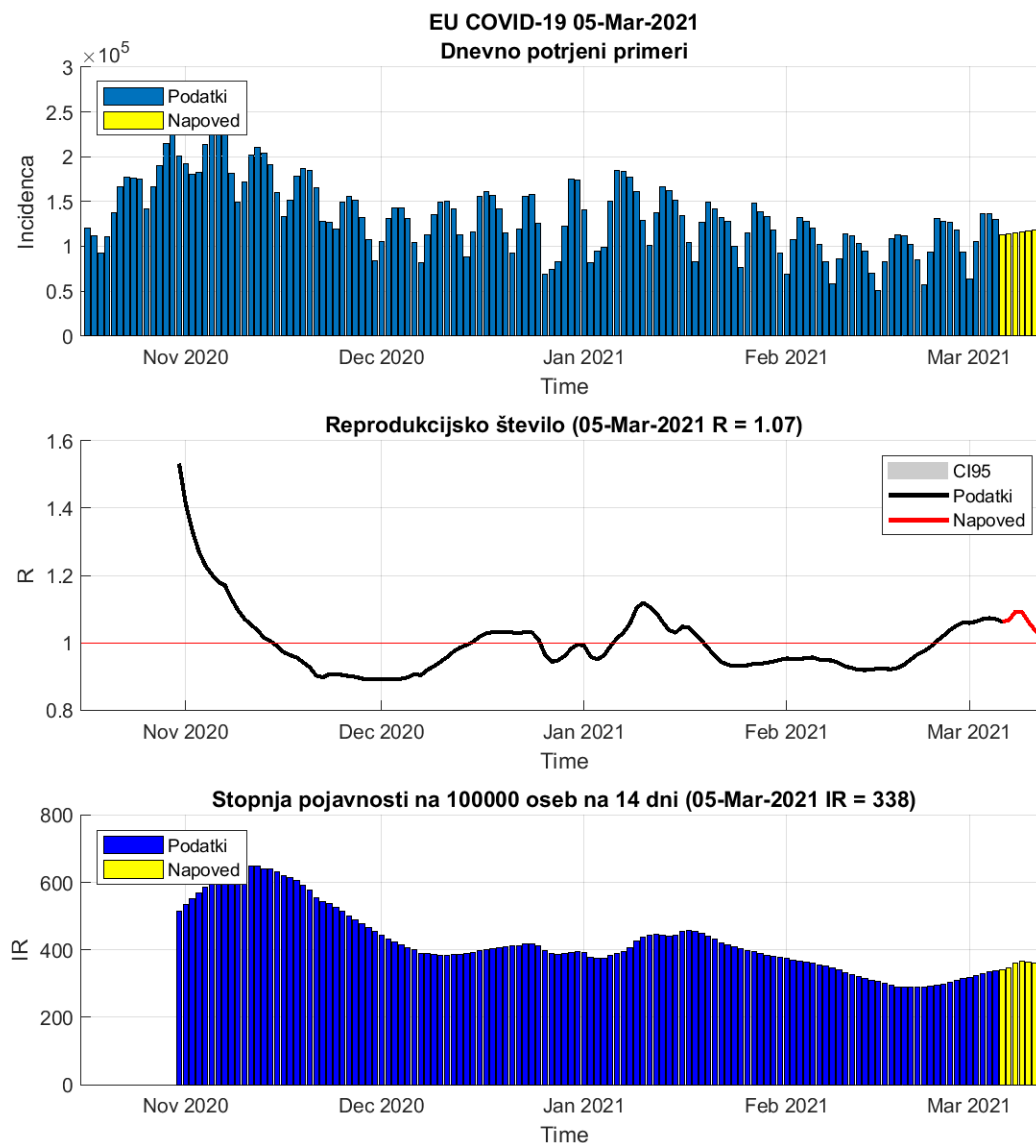 EU COVID-19 05-Mar-2021
Dnevno potrjeni primeri
×10^5
3
2.5
2
1.5
1
0.5
0
Incidenca
Podatki
Napoved
Nov 2020 Dec 2020 Jan 2021 Feb 2021 Mar 2021
Time
Reprodukcijsko število (05-Mar-2021 R = 1.07)
1.6
1.4
1.2
1
0.8
R
CI95
Podatki
Napoved
Nov 2020 Dec 2020 Jan 2021 Feb 2021 Mar 2021
Time
Stopnja pojavnosti na 100000 oseb na 14 dni (05-Mar-2021 IR = 338)
800
600
400
200
0
IR
Podatki
Napoved
Nov 2020 Dec 2020 Jan 2021 Feb 2021 Mar 2021
Time